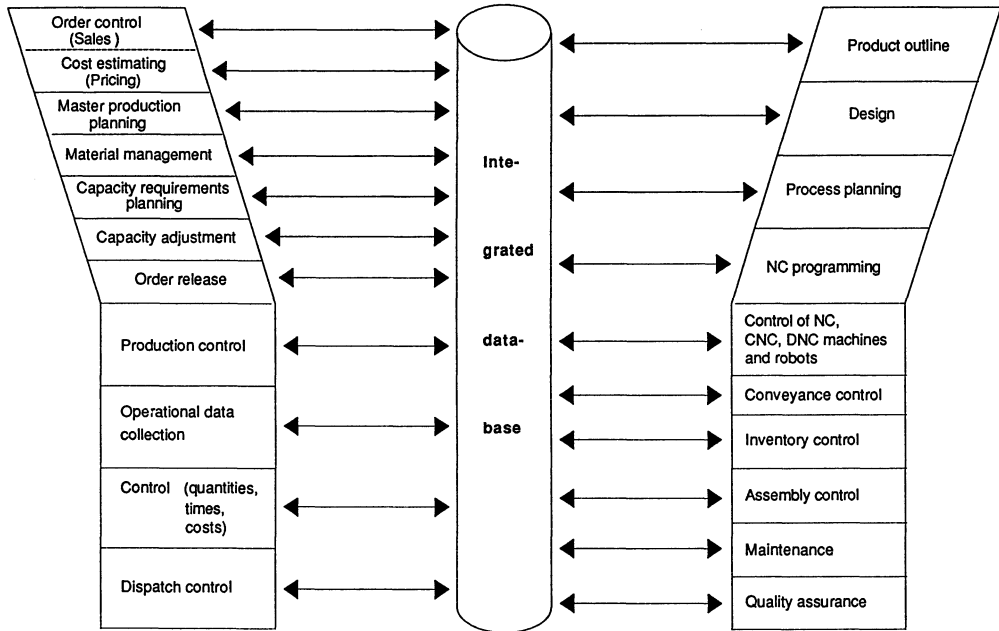 Order control
(Sales)
Cost estimating
(Pricing)
Master production
planning
Material management
Capacity requirements
planning
Capacity adjustment
Order release
Production control
Operational data
collection
Control (quantities,
times,
costs)
Dispatch control
Inte-
grated
data-
base
Product outline
Design
Process planning
NC programming
Control of NC,
CNC, DNC machines
and robots
Conveyance control
Inventory control
Assembly control
Maintenance
Quality assurance